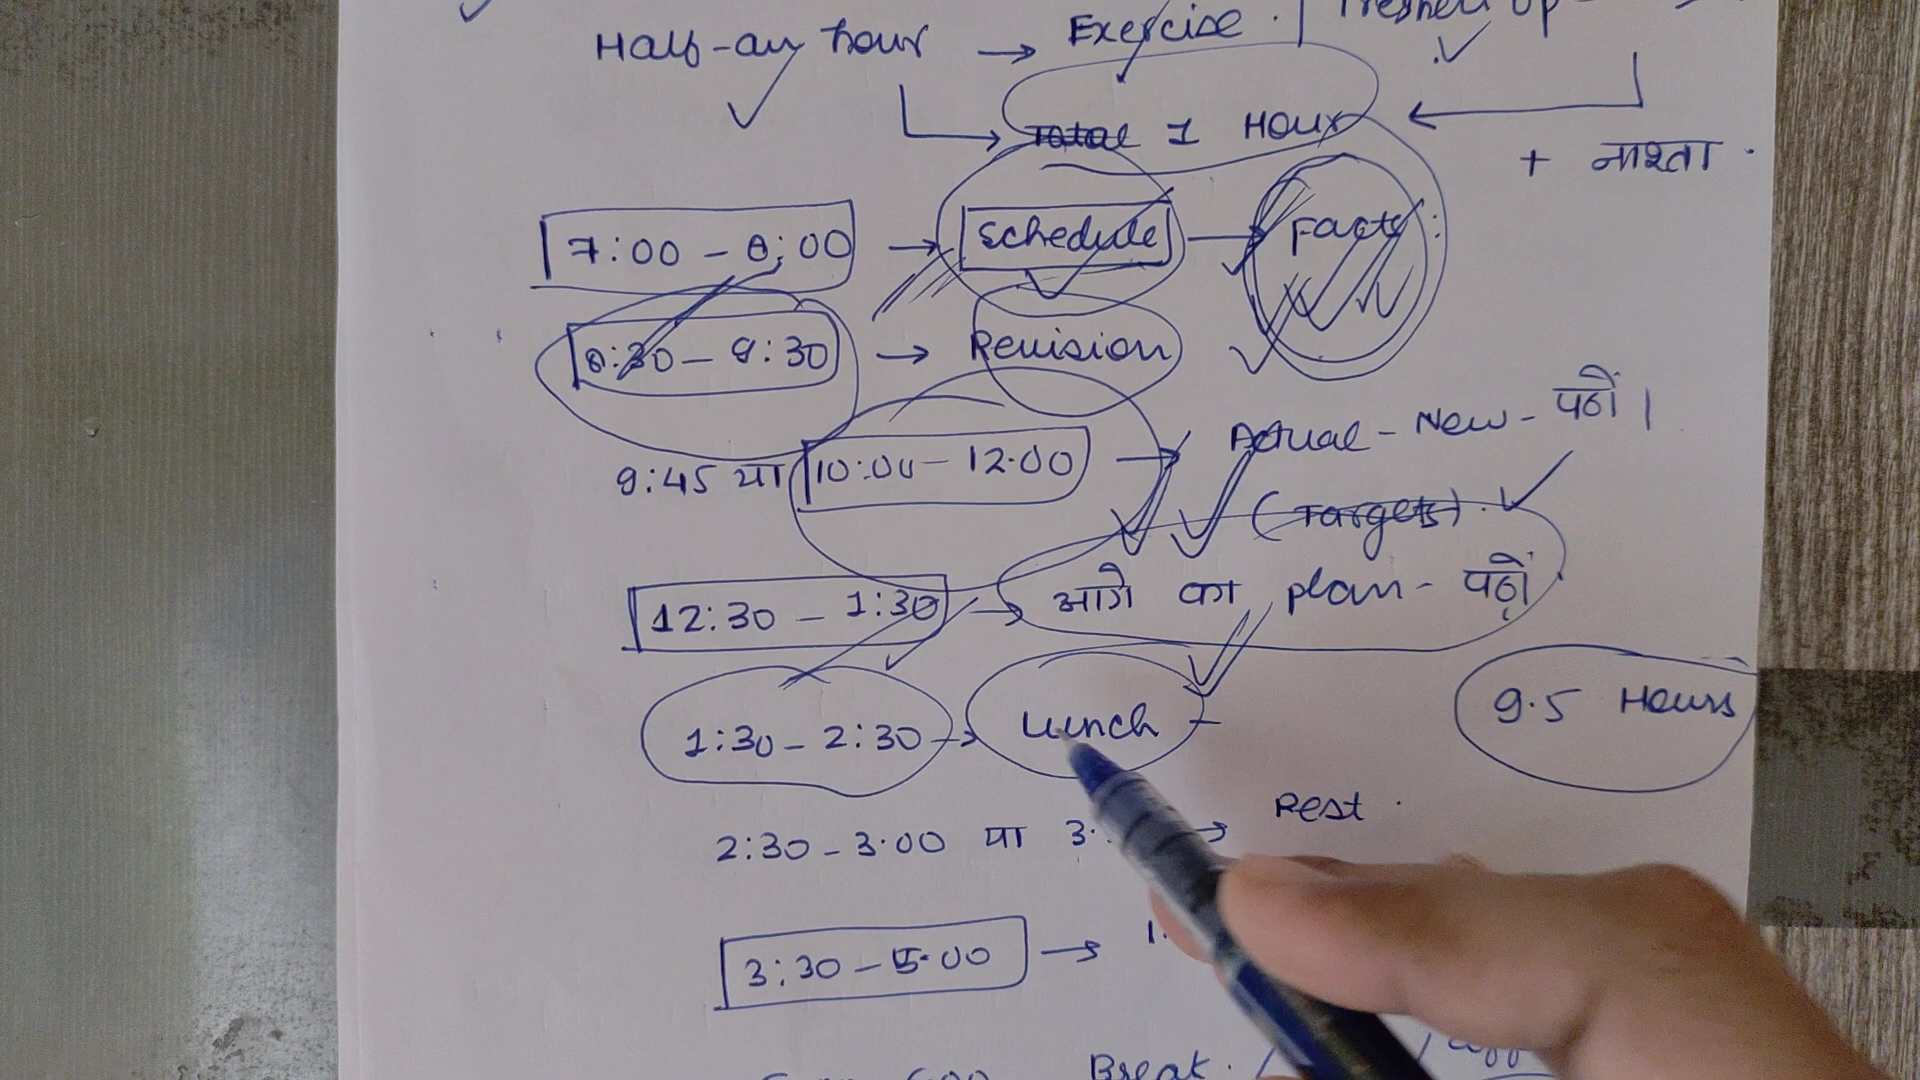 Half-an hour → Exercise. | Freshen up
Total 1 Hour
+ नाश्ता.
7:00 – 8:00 → Schedule → Facts:
8:30 – 9:30 → Revision
9:45 या 10:00 – 12.00 → Actual - New - पढों।
(Targets).
12:30 – 1:30 → आगे का plan - पढ़ों
1:30 – 2:30 → Lunch –
9.5 Hours
2:30 – 3.00 या 3. → Rest.
3:30 – 5.00 →
Break. /